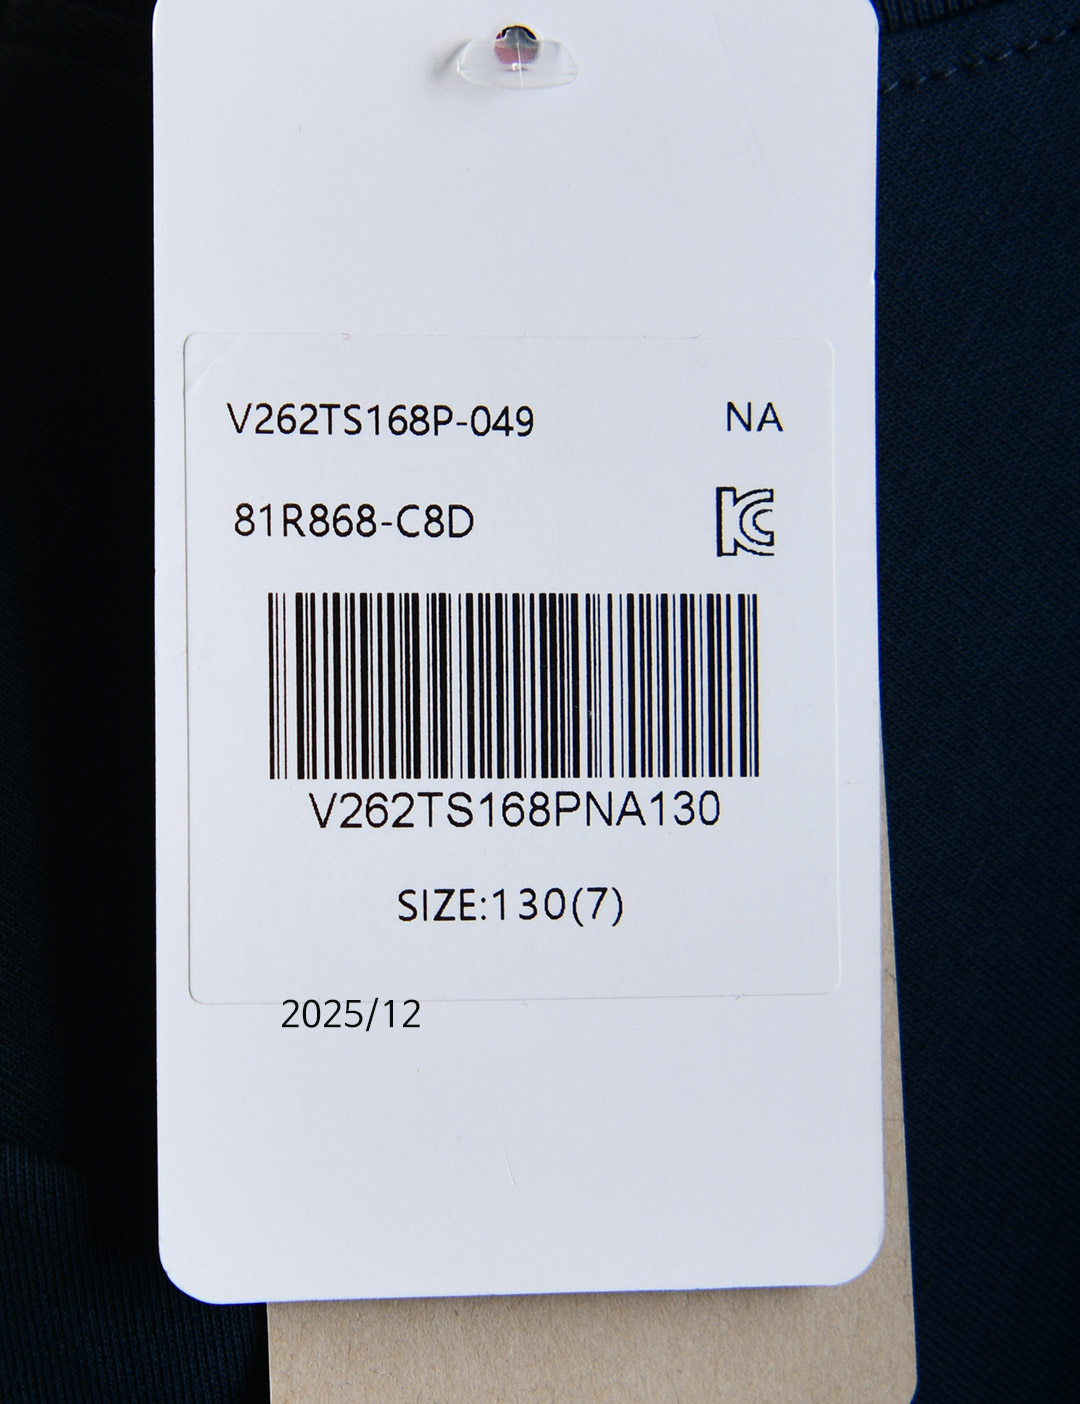 V262TS168P-049 NA
81R868-C8D
V262TS168PNA130
SIZE:130(7)
2025/12